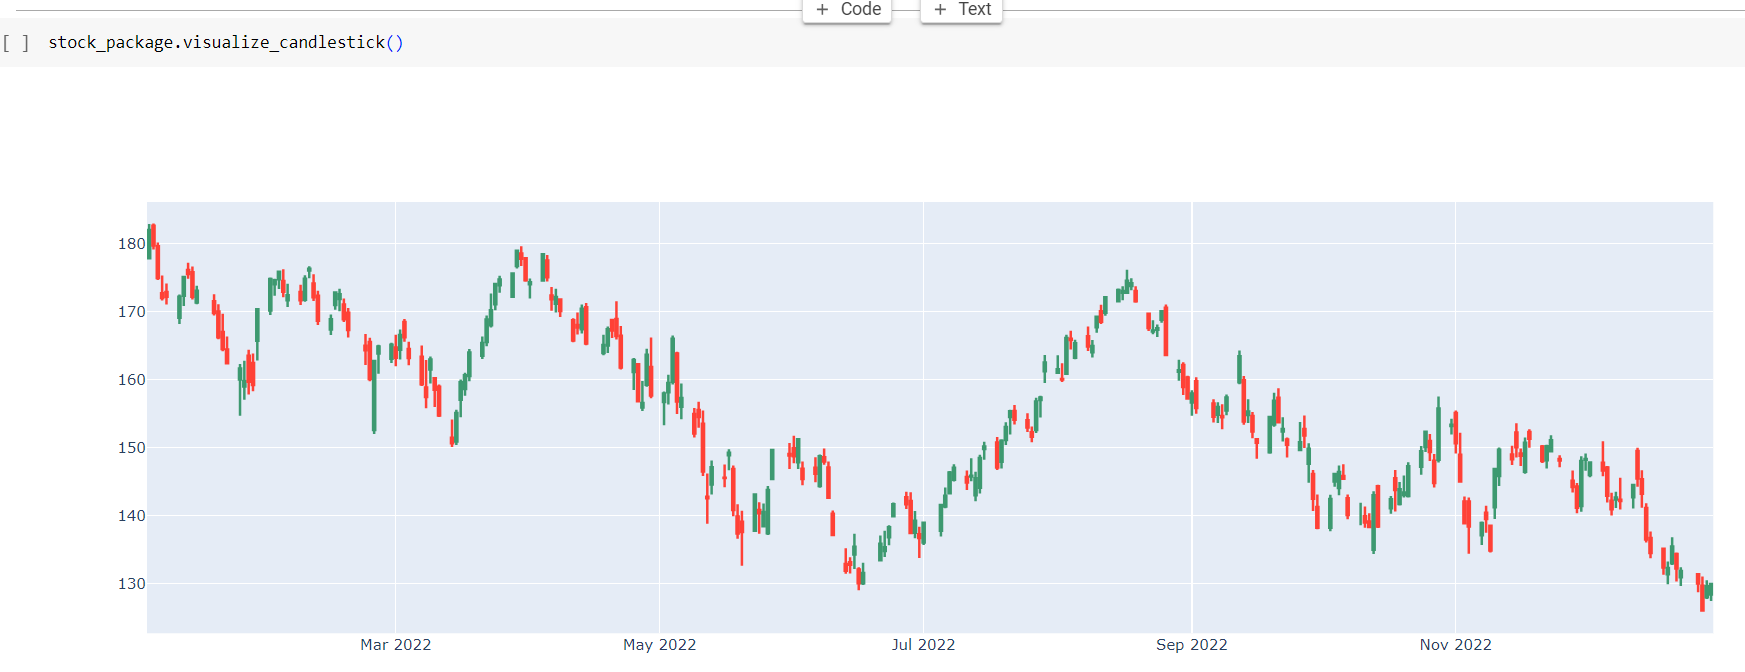 + Code + Text
[ ] stock_package.visualize_candlestick()
180
170
160
150
140
130
Mar 2022 May 2022 Jul 2022 Sep 2022 Nov 2022